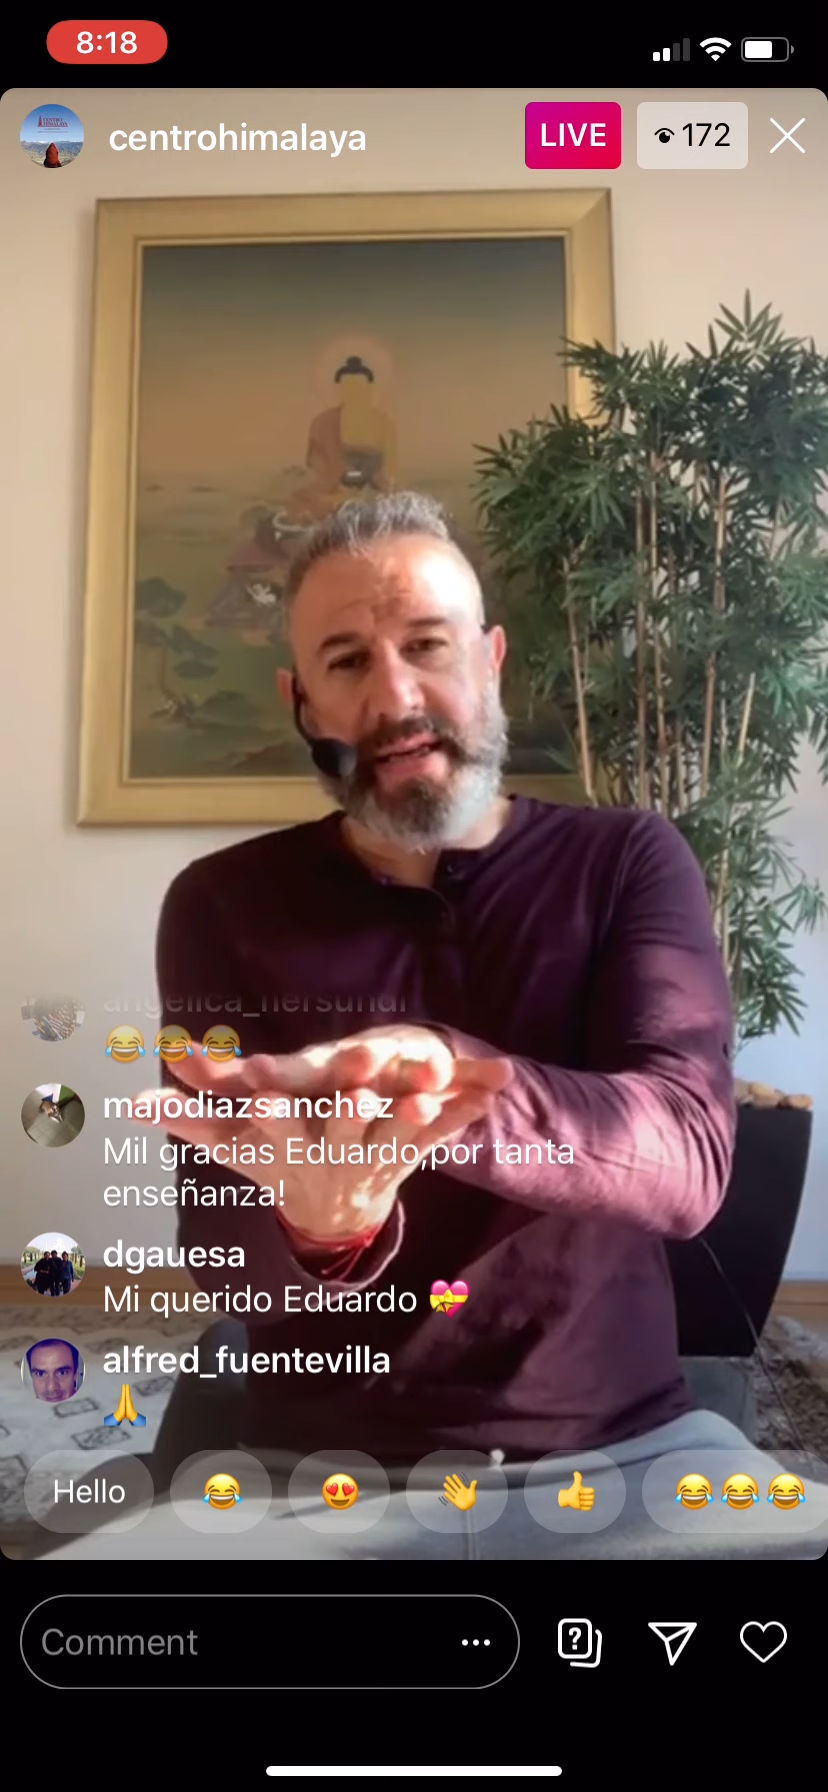 8:18
centrohimalaya
LIVE
172
angelica_hersundi
😂😂😂
majodiazsanchez
Mil gracias Eduardo,por tanta
enseñanza!
dgauesa
Mi querido Eduardo 💝
alfred_fuentevilla
🙏
Hello
😂
😍
👋
👍
😂😂😂
Comment